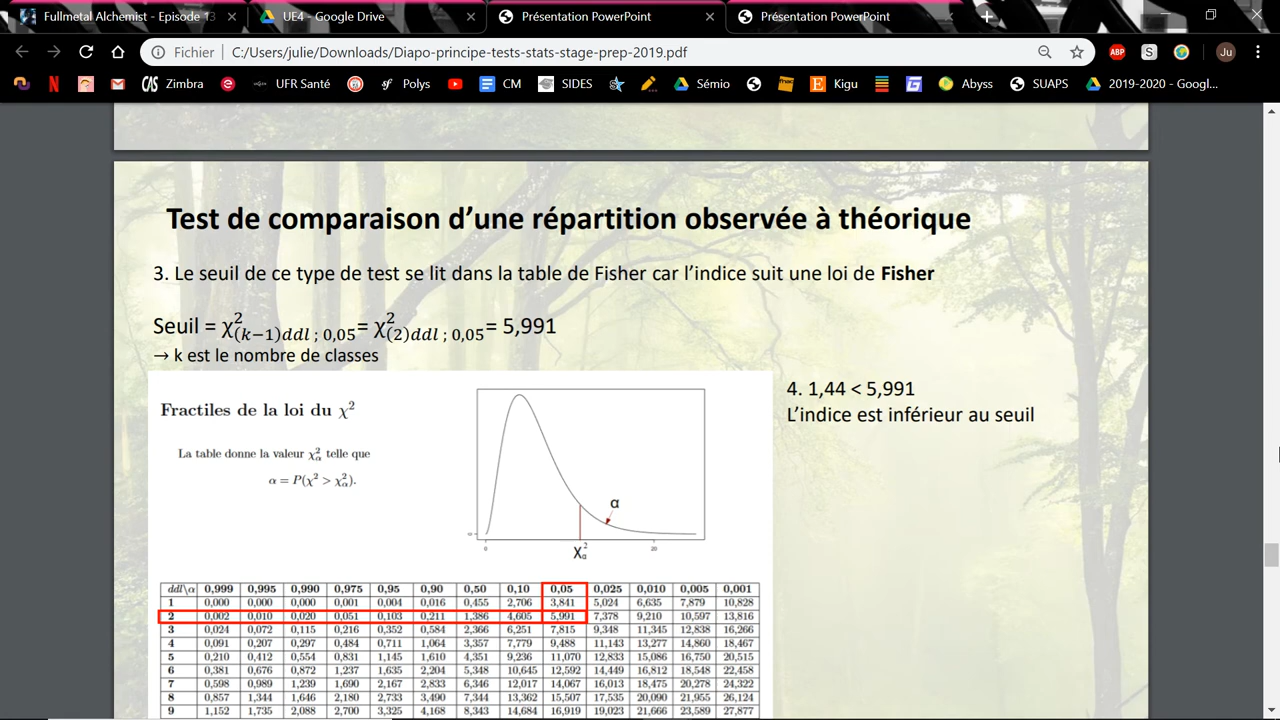 Fullmetal Alchemist - Episode 13
UE4 – Google Drive
Présentation PowerPoint
Présentation PowerPoint
Fichier
C:/Users/julie/Downloads/Diapo-principe-tests-stats-stage-prep-2019.pdf
ABP
S
Ju
N
CAS Zimbra
UFR Santé
Polys
CM
SIDES
Sémio
fnac
E Kigu
Abyss
SUAPS
2019-2020 – Googl...
Test de comparaison d’une répartition observée à théorique
3. Le seuil de ce type de test se lit dans la table de Fisher car l’indice suit une loi de Fisher
Seuil = χ²(k−1)ddl ; 0,05= χ²(2)ddl ; 0,05= 5,991
→ k est le nombre de classes
4. 1,44 < 5,991
L’indice est inférieur au seuil
Fractiles de la loi du χ²
La table donne la valeur χ²α telle que
α = P(χ² > χ²α).
α
0
0
20
χ²α
ddl\α 0,999 0,995 0,990 0,975 0,95 0,90 0,50 0,10 0,05 0,025 0,010 0,005 0,001
1 0,000 0,000 0,000 0,001 0,004 0,016 0,455 2,706 3,841 5,024 6,635 7,879 10,828
2 0,002 0,010 0,020 0,051 0,103 0,211 1,386 4,605 5,991 7,378 9,210 10,597 13,816
3 0,024 0,072 0,115 0,216 0,352 0,584 2,366 6,251 7,815 9,348 11,345 12,838 16,266
4 0,091 0,207 0,297 0,484 0,711 1,064 3,357 7,779 9,488 11,143 13,277 14,860 18,467
5 0,210 0,412 0,554 0,831 1,145 1,610 4,351 9,236 11,070 12,833 15,086 16,750 20,515
6 0,381 0,676 0,872 1,237 1,635 2,204 5,348 10,645 12,592 14,449 16,812 18,548 22,458
7 0,598 0,989 1,239 1,690 2,167 2,833 6,346 12,017 14,067 16,013 18,475 20,278 24,322
8 0,857 1,344 1,646 2,180 2,733 3,490 7,344 13,362 15,507 17,535 20,090 21,955 26,124
9 1,152 1,735 2,088 2,700 3,325 4,168 8,343 14,684 16,919 19,023 21,666 23,589 27,877